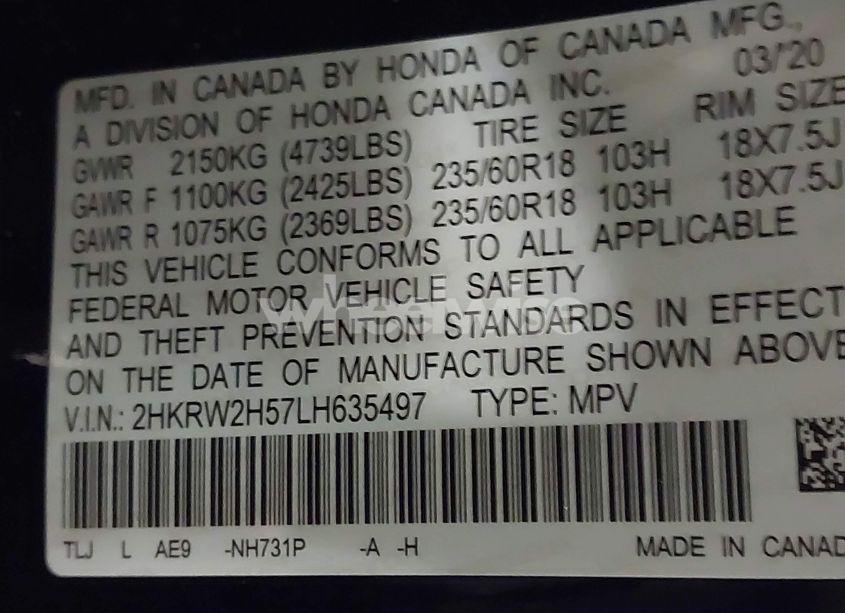 MFD. IN CANADA BY HONDA OF CANADA MFG.,
A DIVISION OF HONDA CANADA INC. 03/'20
GVWR 2150KG (4739LBS) TIRE SIZE RIM SIZE
GAWR F 1100KG (2425LBS) 235/60R18 103H 18X7.5J
GAWR R 1075KG (2369LBS) 235/60R18 103H 18X7.5J
THIS VEHICLE CONFORMS TO ALL APPLICABLE
FEDERAL MOTOR VEHICLE SAFETY
AND THEFT PREVENTION STANDARDS IN EFFECT
ON THE DATE OF MANUFACTURE SHOWN ABOVE
V.I.N.: 2HKRW2H57LH635497 TYPE: MPV
TLJ L AE9 -NH731P -A -H MADE IN CANAD